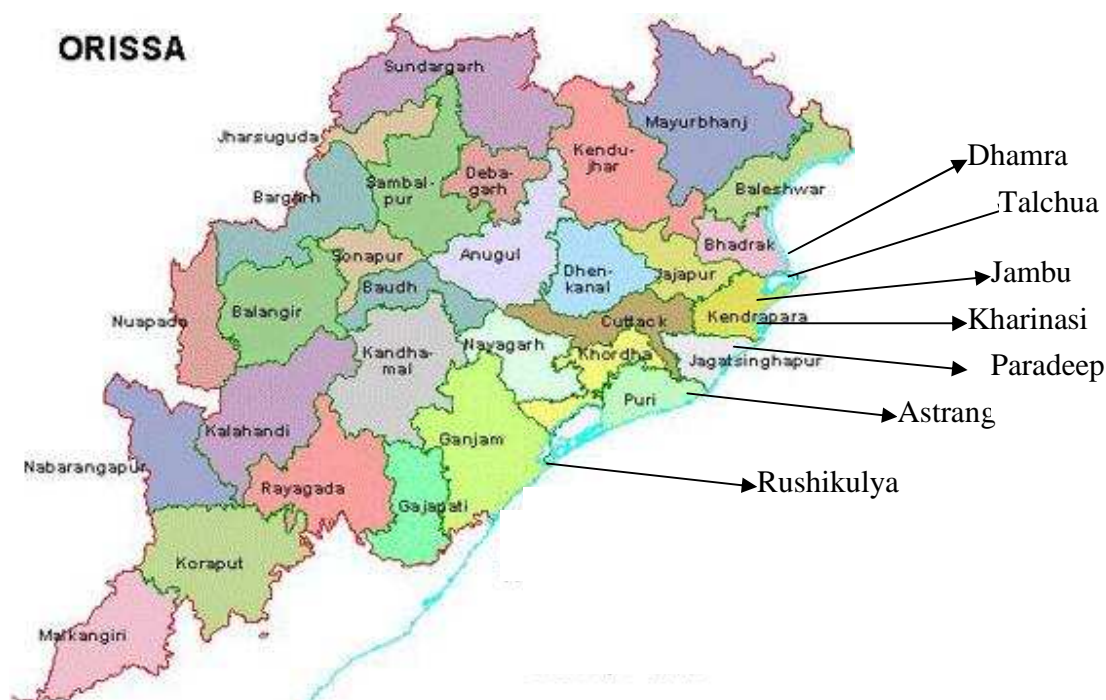 ORISSA
Sundargarh
Mayurbhanj
Jharsuguda
Kendu-
jhar
Deba-
garh
Sambal-
pur
Baleshwar
Bargarh
Dhamra
Talchua
Bhadrak
Anugul
Sonapur
Dhen-
kanal
Jajapur
Jambu
Baudh
Balangir
Nuapada
Cuttack
Kendrapara
Kharinasi
Nayagarh
Khordha
Kandha-
mal
Jagatsinghapur
Paradeep
Puri
Astrang
Kalahandi
Ganjam
Nabarangapur
Rayagada
Gajapati
Rushikulya
Koraput
Malkangiri